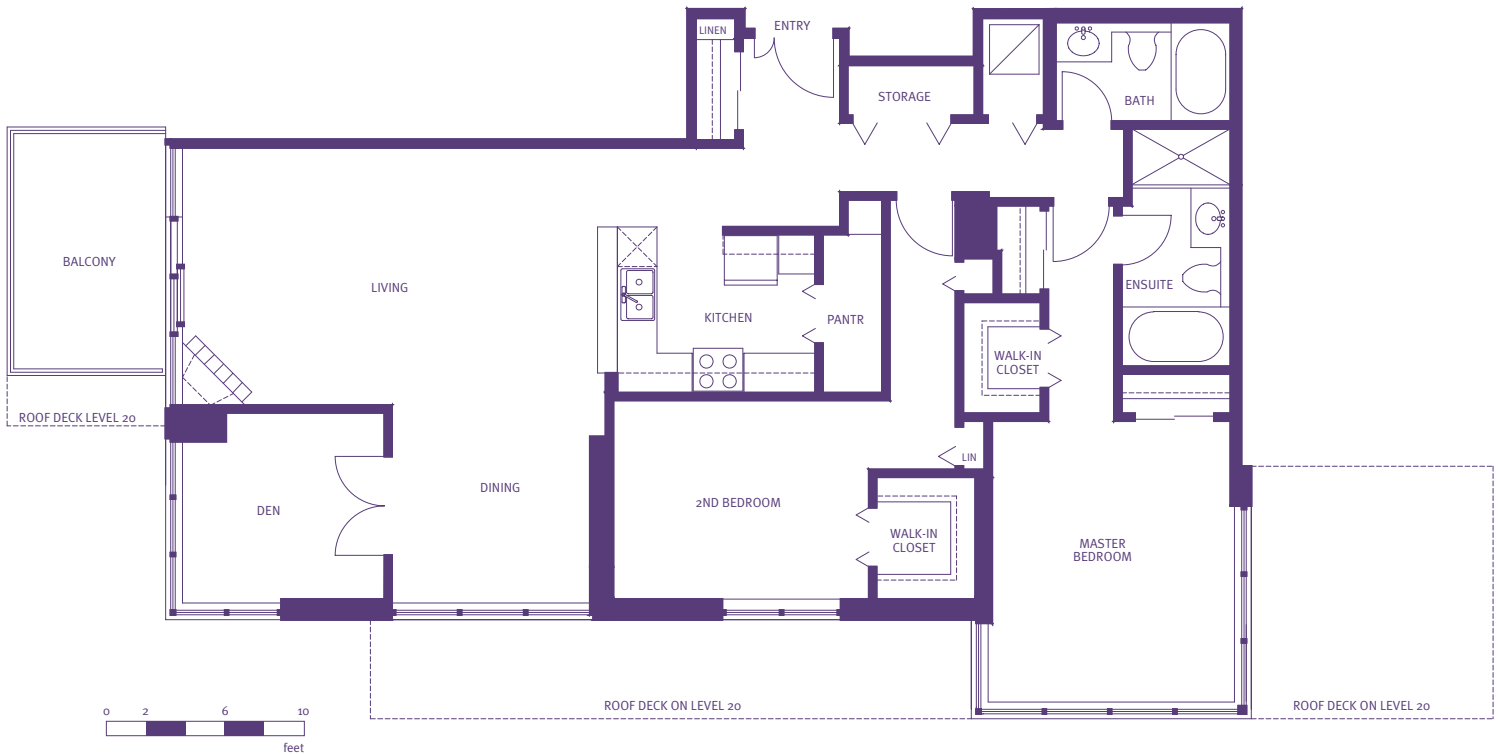 LINEN
ENTRY
STORAGE
BATH
BALCONY
LIVING
KITCHEN
PANTR
ENSUITE
WALK-IN
CLOSET
ROOF DECK LEVEL 20
DEN
DINING
2ND BEDROOM
LIN
WALK-IN
CLOSET
MASTER
BEDROOM
ROOF DECK ON LEVEL 20
ROOF DECK ON LEVEL 20
0 2 6 10
feet